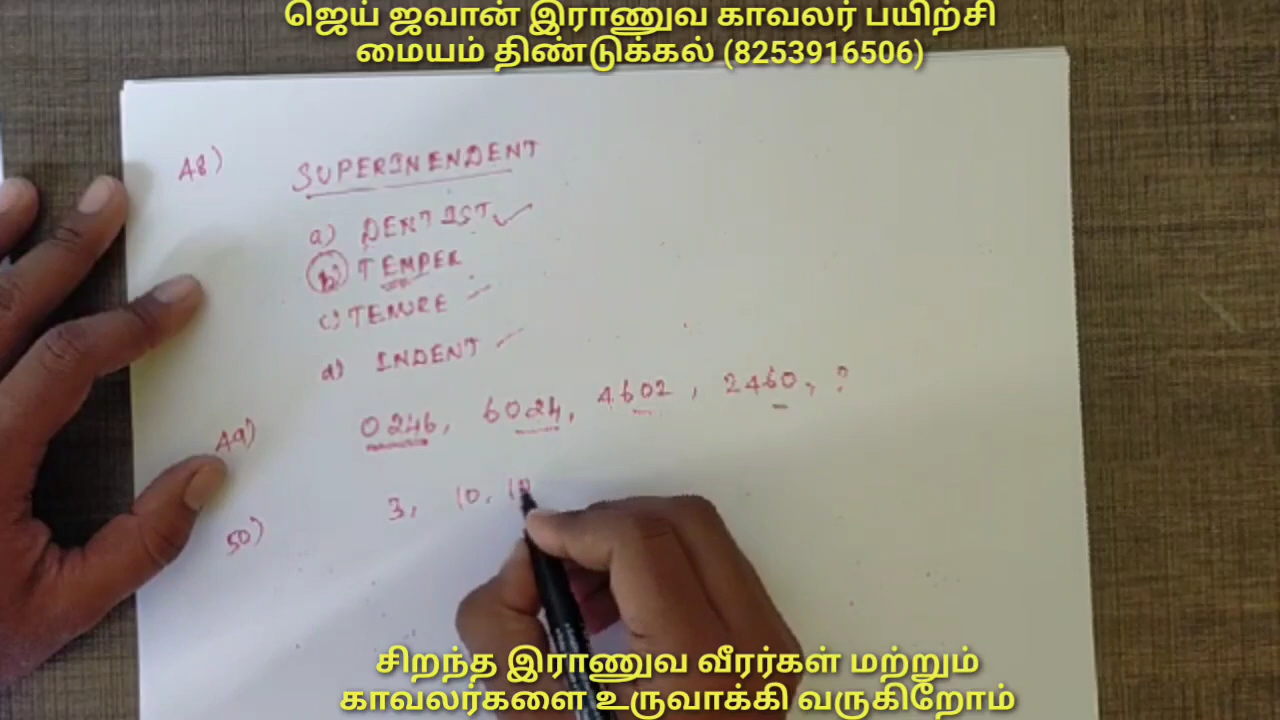 ஜெய் ஜவான் இராணுவ காவலர் பயிற்சி
மையம் திண்டுக்கல் (8253916506)
48) SUPERINENDENT
a) DENTIST
b) TEMPER
c) TENURE
d) INDENT
49) 0246, 6024, 4602, 2460, ?
50) 3, 10,
சிறந்த இராணுவ வீரர்கள் மற்றும்
காவலர்களை உருவாக்கி வருகிறோம்